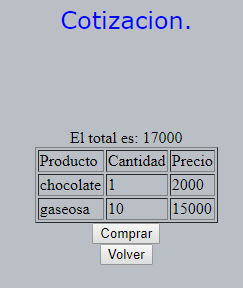 Cotizacion.
El total es: 17000
Producto Cantidad Precio
chocolate 1 2000
gaseosa 10 15000
Comprar
Volver